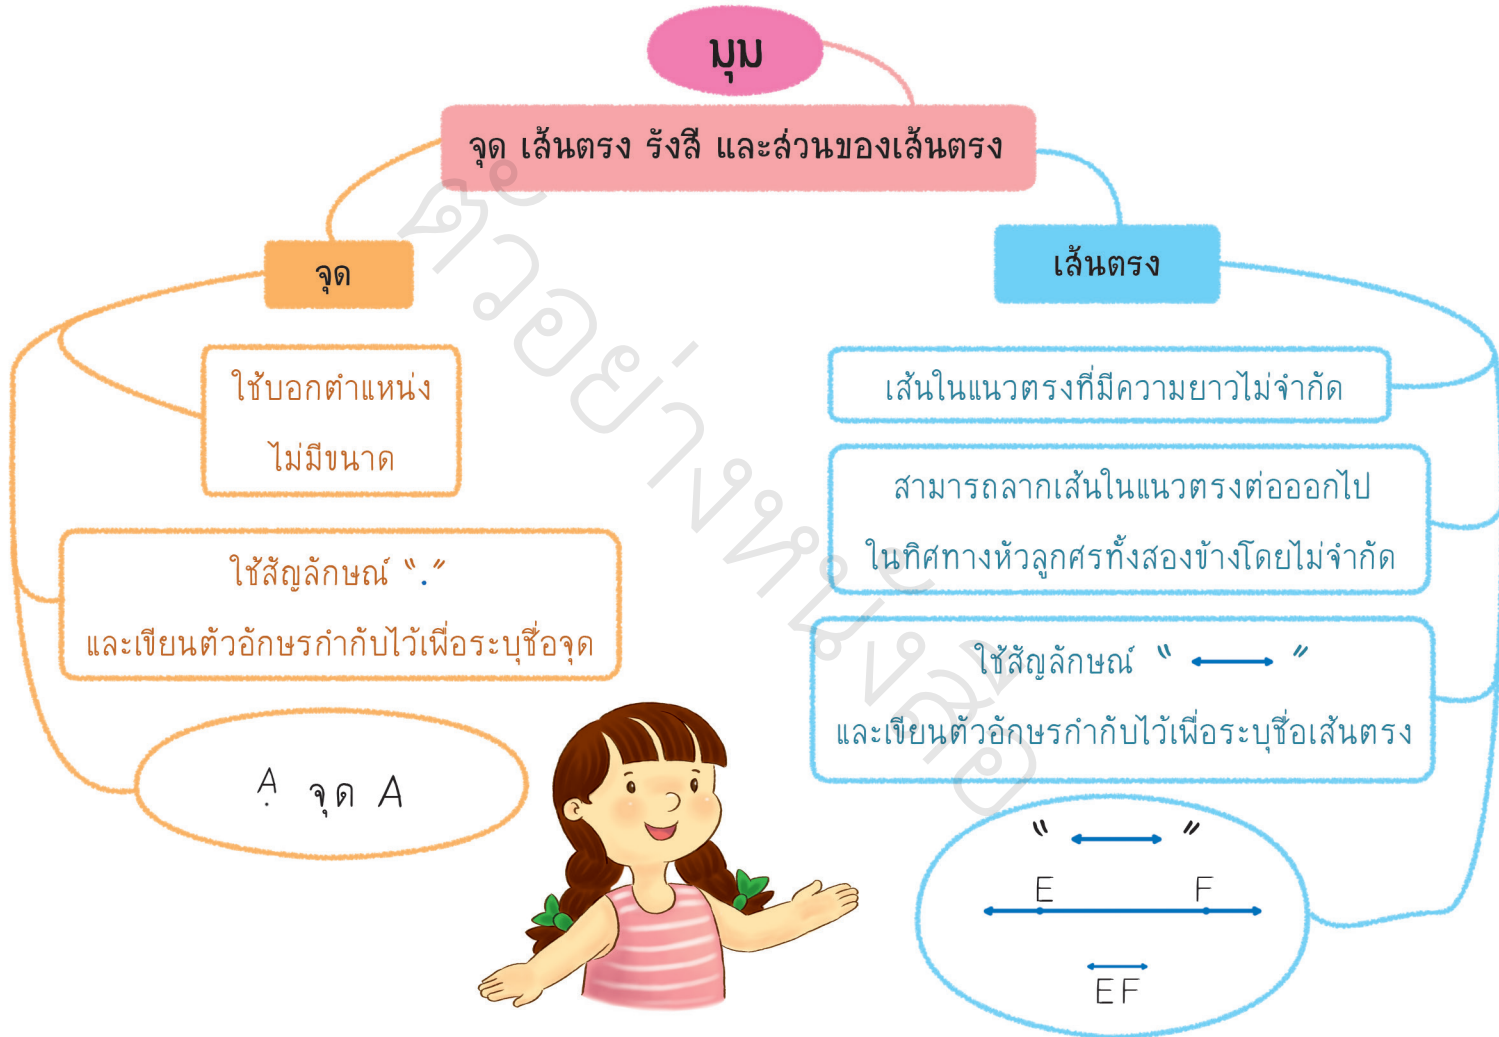 มุม
จุด เส้นตรง รังสี และส่วนของเส้นตรง
จุด
ใช้บอกตำแหน่ง
ไม่มีขนาด
ใช้สัญลักษณ์ “.”
และเขียนตัวอักษรกำกับไว้เพื่อระบุชื่อจุด
A จุด A
เส้นตรง
เส้นในแนวตรงที่มีความยาวไม่จำกัด
สามารถลากเส้นในแนวตรงต่อออกไป
ในทิศทางหัวลูกศรทั้งสองข้างโดยไม่จำกัด
ใช้สัญลักษณ์ “ ↔ ”
และเขียนตัวอักษรกำกับไว้เพื่อระบุชื่อเส้นตรง
“ ↔ ”
E F
EF
ตัวอย่างหนังสือ